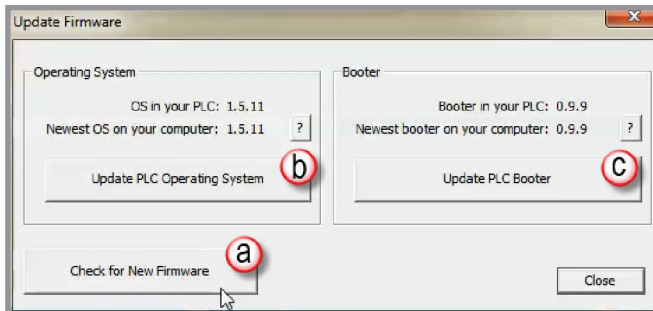 Update Firmware
x
Operating System
OS in your PLC: 1.5.11
Newest OS on your computer: 1.5.11 ?
Update PLC Operating System
b
Booter
Booter in your PLC: 0.9.9
Newest booter on your computer: 0.9.9 ?
Update PLC Booter
c
Check for New Firmware
a
Close